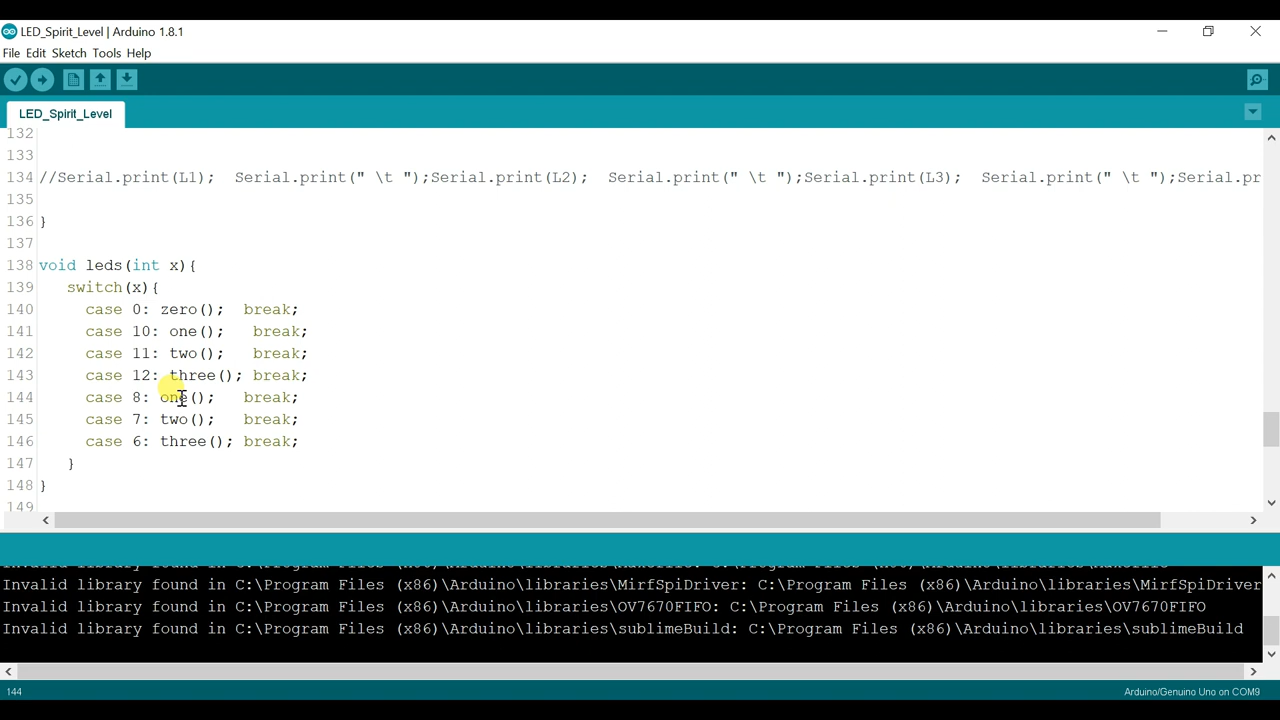 LED_Spirit_Level | Arduino 1.8.1
File Edit Sketch Tools Help
LED_Spirit_Level
132
133
134 //Serial.print(L1);  Serial.print(" \t ");Serial.print(L2);  Serial.print(" \t ");Serial.print(L3);  Serial.print(" \t ");Serial.pr
135
136 }
137
138 void leds(int x){
139    switch(x){
140      case 0: zero();  break;
141      case 10: one();   break;
142      case 11: two();   break;
143      case 12: three(); break;
144      case 8: one();   break;
145      case 7: two();   break;
146      case 6: three(); break;
147    }
148 }
149
Invalid library found in C:\Program Files (x86)\Arduino\libraries\MirfSpiDriver: C:\Program Files (x86)\Arduino\libraries\MirfSpiDriver
Invalid library found in C:\Program Files (x86)\Arduino\libraries\OV7670FIFO: C:\Program Files (x86)\Arduino\libraries\OV7670FIFO
Invalid library found in C:\Program Files (x86)\Arduino\libraries\sublimeBuild: C:\Program Files (x86)\Arduino\libraries\sublimeBuild
144 Arduino/Genuino Uno on COM9